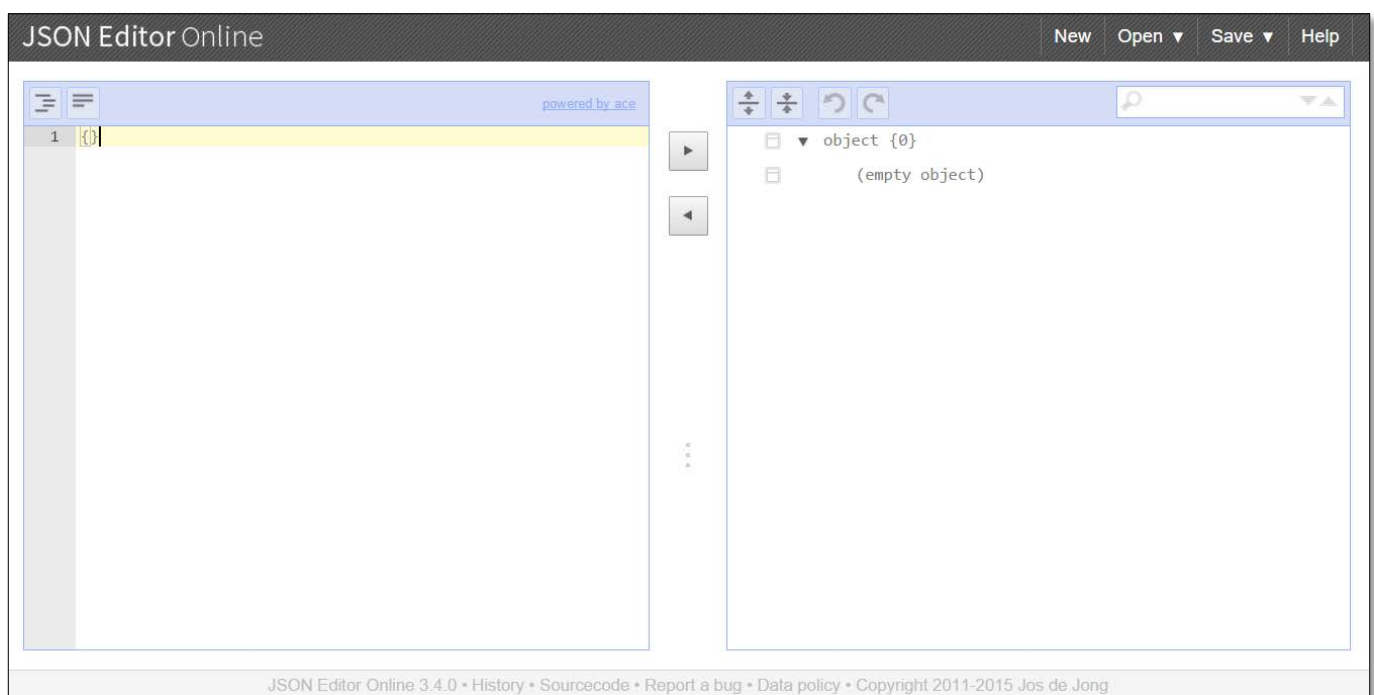 JSON Editor Online
New Open ▼ Save ▼ Help
powered by ace
1 {}
▼ object {0}
(empty object)
JSON Editor Online 3.4.0 • History • Sourcecode • Report a bug • Data policy • Copyright 2011-2015 Jos de Jong